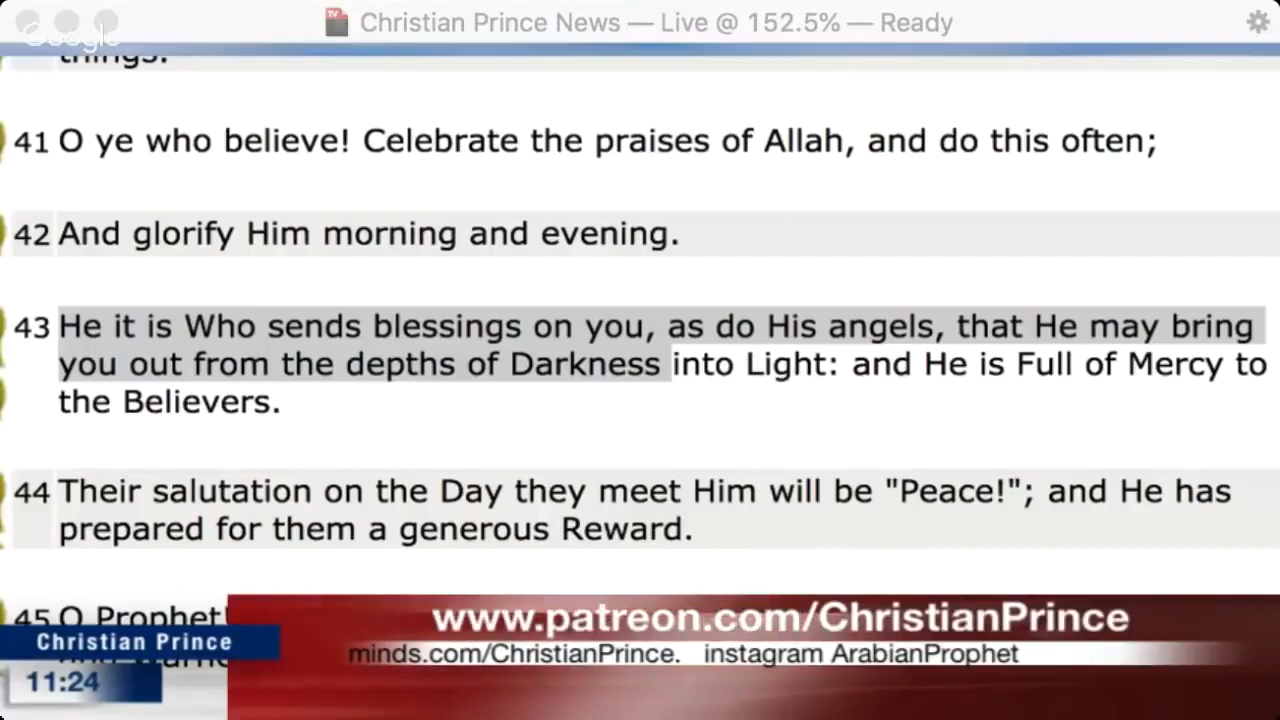 Christian Prince News — Live @ 152.5% — Ready
Google
things.
41 O ye who believe! Celebrate the praises of Allah, and do this often;
42 And glorify Him morning and evening.
43 He it is Who sends blessings on you, as do His angels, that He may bring
you out from the depths of Darkness into Light: and He is Full of Mercy to
the Believers.
44 Their salutation on the Day they meet Him will be "Peace!"; and He has
prepared for them a generous Reward.
45 O Prophet!
www.patreon.com/ChristianPrince
Christian Prince
minds.com/ChristianPrince. instagram ArabianProphet
11:24